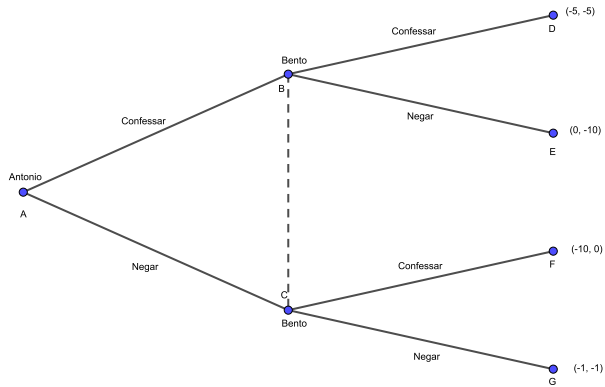 (-5, -5)
D
Confessar
Bento
B
Confessar
Negar
(0, -10)
E
Antonio
A
Negar
Confessar
(-10, 0)
F
C
Bento
Negar
(-1, -1)
G